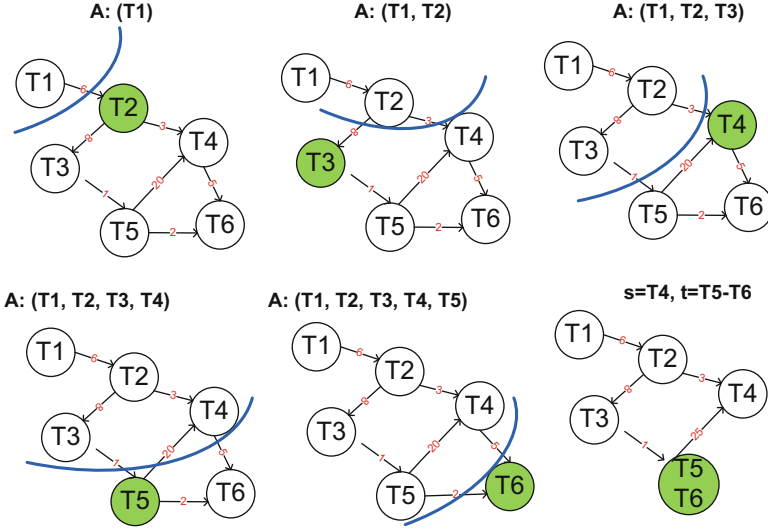 A: (T1)
T1
6
T2
8
3
T3
T4
1
20
5
T5
2
T6
A: (T1, T2)
T1
6
T2
8
3
T3
T4
1
20
5
T5
2
T6
A: (T1, T2, T3)
T1
6
T2
8
3
T3
T4
1
20
5
T5
2
T6
A: (T1, T2, T3, T4)
T1
6
T2
8
3
T3
T4
1
20
5
T5
2
T6
A: (T1, T2, T3, T4, T5)
T1
6
T2
8
3
T3
T4
1
20
5
T5
2
T6
s=T4, t=T5-T6
T1
6
T2
8
3
T3
T4
1
25
T5
T6